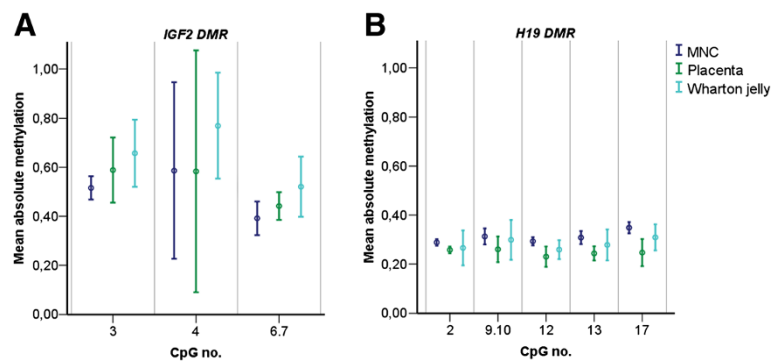 A
IGF2 DMR
Mean absolute methylation
1,00
0,80
0,60
0,40
0,20
0,00
3
4
6.7
CpG no.
B
H19 DMR
Mean absolute methylation
1,00
0,80
0,60
0,40
0,20
0,00
2
9.10
12
13
17
CpG no.
MNC
Placenta
Wharton jelly